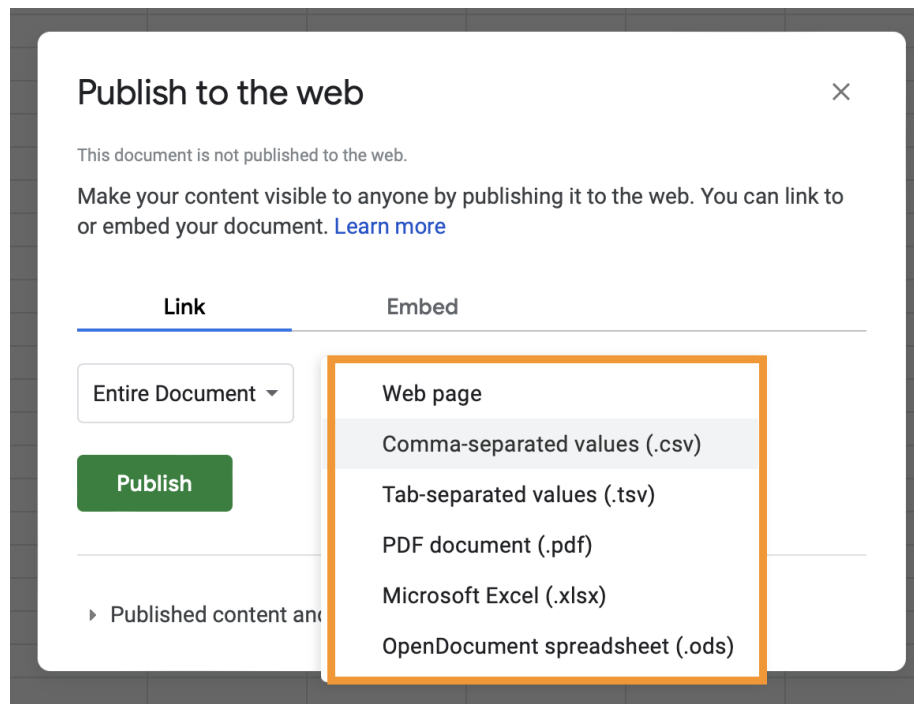 Publish to the web
This document is not published to the web.
Make your content visible to anyone by publishing it to the web. You can link to
or embed your document. Learn more
Link Embed
Entire Document
Web page
Comma-separated values (.csv)
Publish
Tab-separated values (.tsv)
PDF document (.pdf)
Microsoft Excel (.xlsx)
Published content
OpenDocument spreadsheet (.ods)